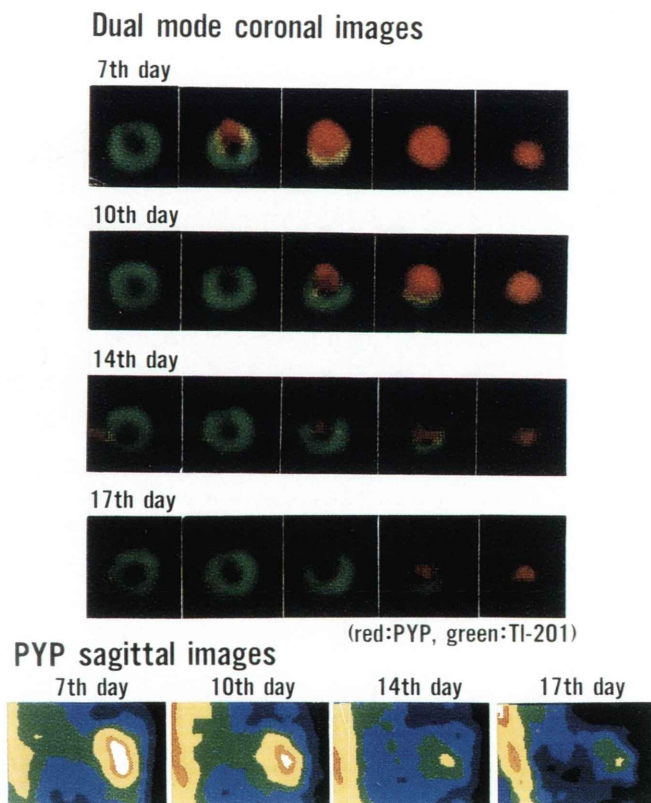 Dual mode coronal images
7th day
10th day
14th day
17th day
(red:PYP, green:Tl-201)
PYP sagittal images
7th day 10th day 14th day 17th day